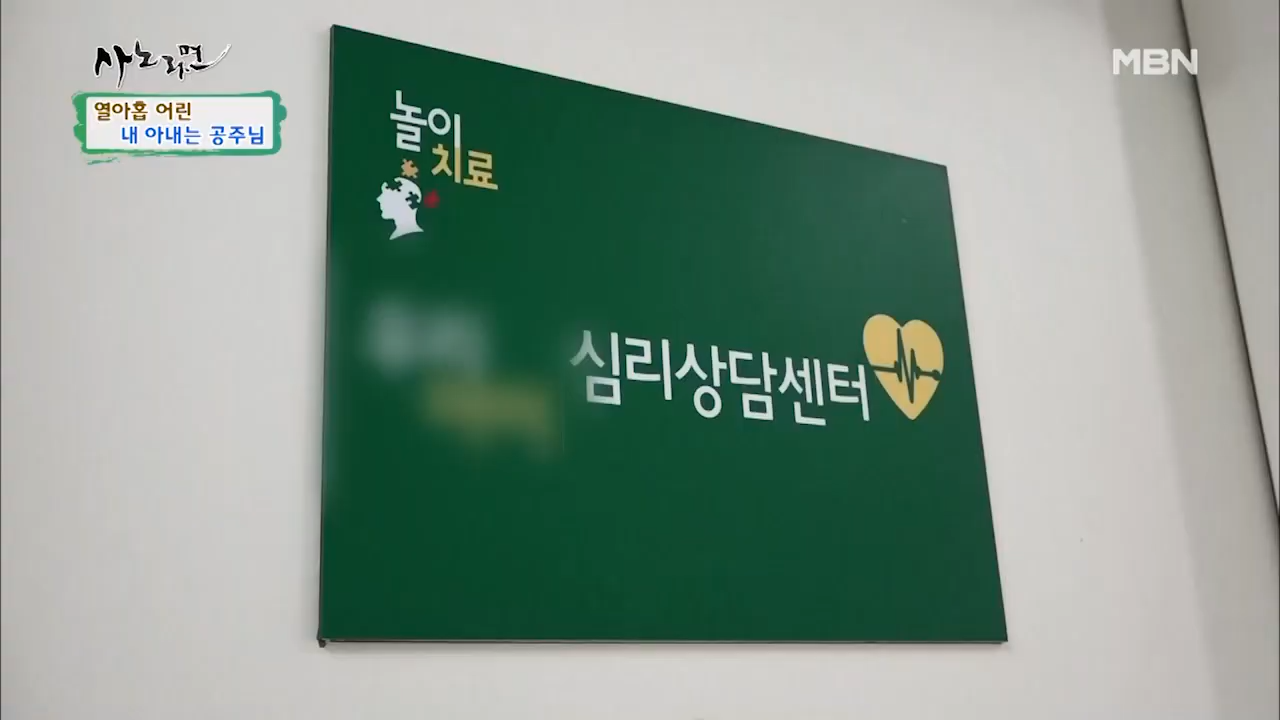 사노라면
MBN
열아홉 어린
내 아내는 공주님
놀이
치료
심리상담센터